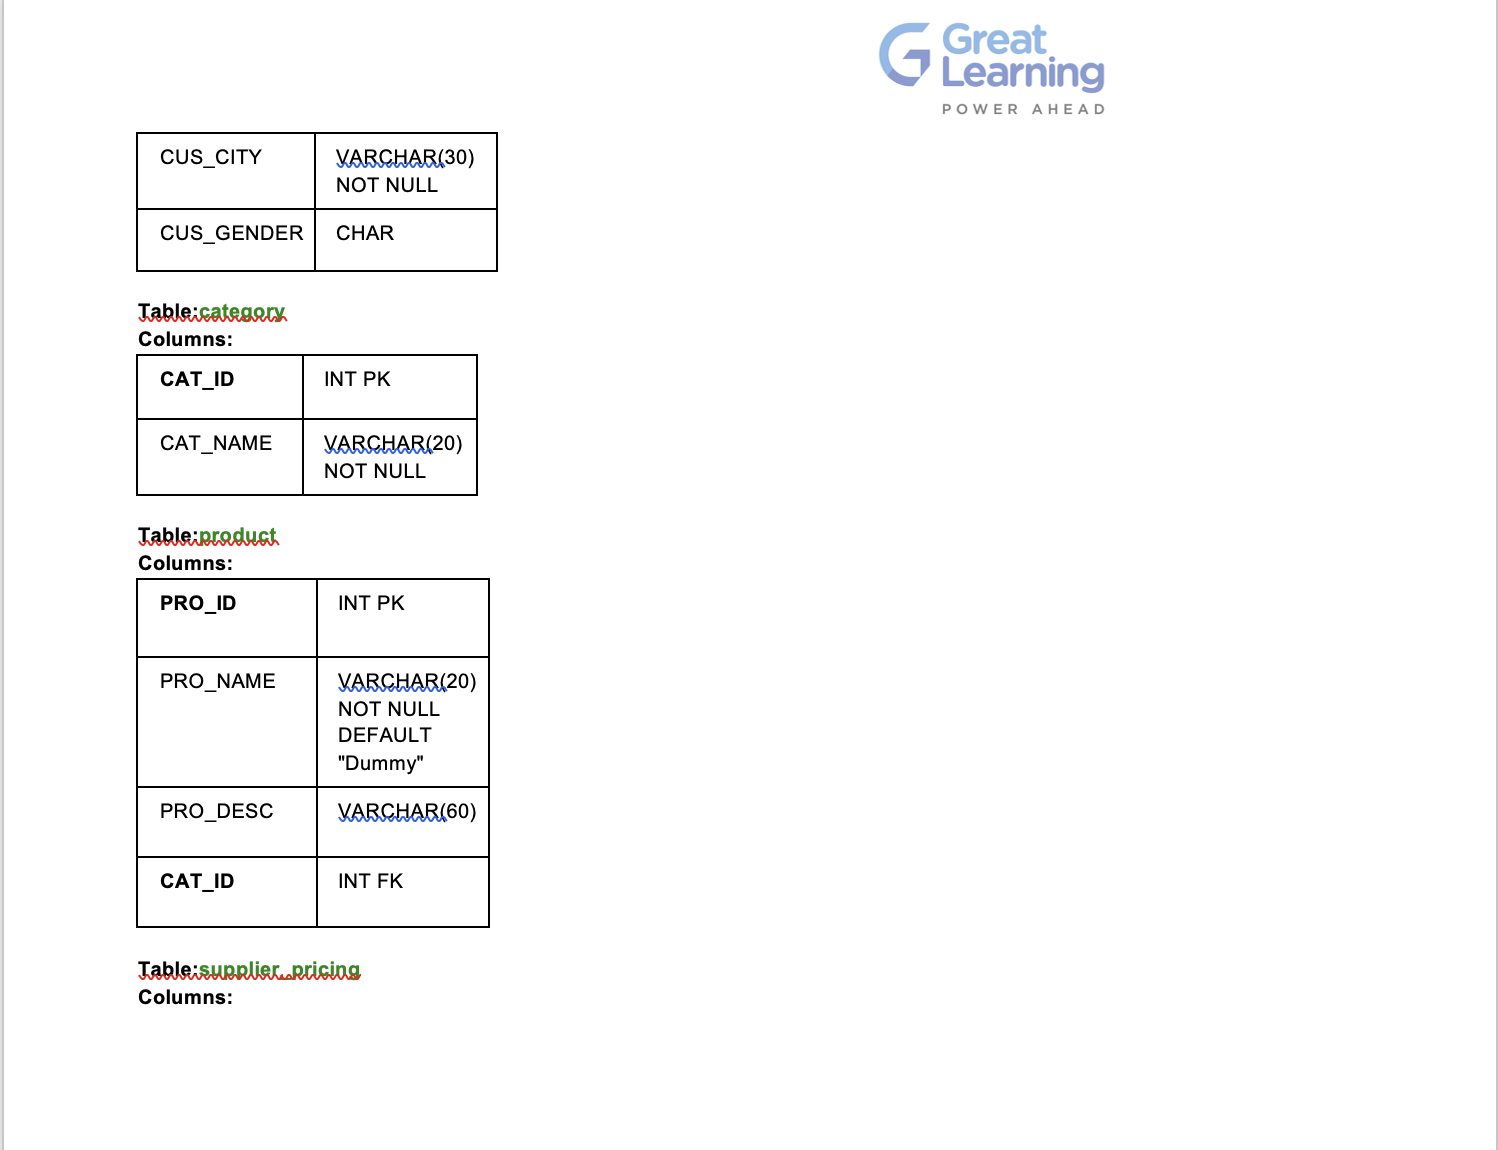 Great
Learning
POWER AHEAD
CUS_CITY VARCHAR(30)
NOT NULL
CUS_GENDER CHAR
Table:category
Columns:
CAT_ID INT PK
CAT_NAME VARCHAR(20)
NOT NULL
Table:product
Columns:
PRO_ID INT PK
PRO_NAME VARCHAR(20)
NOT NULL
DEFAULT
"Dummy"
PRO_DESC VARCHAR(60)
CAT_ID INT FK
Table:supplier_pricing
Columns: